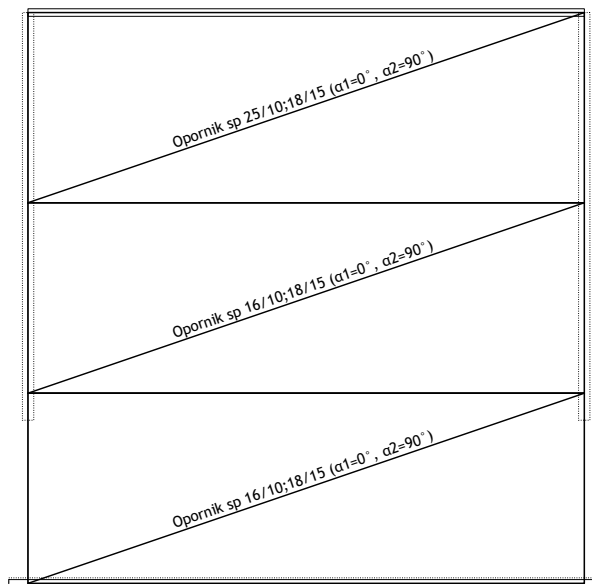 Opornik sp 25/10;18/15 (α1=0°, α2=90°)
Opornik sp 16/10;18/15 (α1=0°, α2=90°)
Opornik sp 16/10;18/15 (α1=0°, α2=90°)